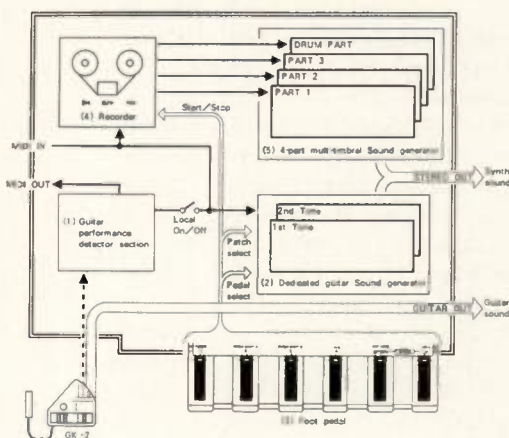 DRUM PART
PART 3
PART 2
PART 1
(4) Recorder
Start/Stop
(5) 4-part multi-timbral Sound generator
MIDI IN
STEREO OUT
Synth sound
MIDI OUT
(1) Guitar performance detector section
Local On/Off
2nd Tone
1st Tone
Patch select
Pedal select
(2) Dedicated guitar Sound generator
GUITAR OUT
Guitar sound
(3) Foot pedal
GK-2